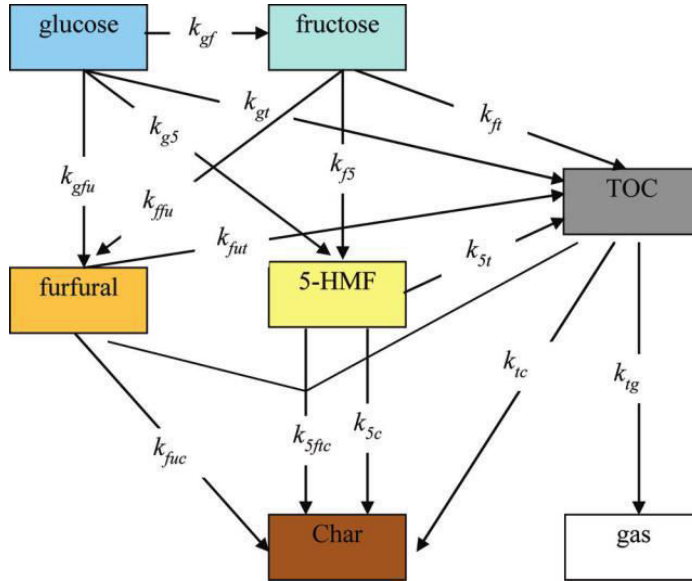 glucose
k_gf
fructose
k_gt
k_ft
k_g5
k_gfu
k_ffu
k_f5
TOC
k_fut
k_5t
furfural
5-HMF
k_tc
k_tg
k_fuc
k_5ftc
k_5c
Char
gas